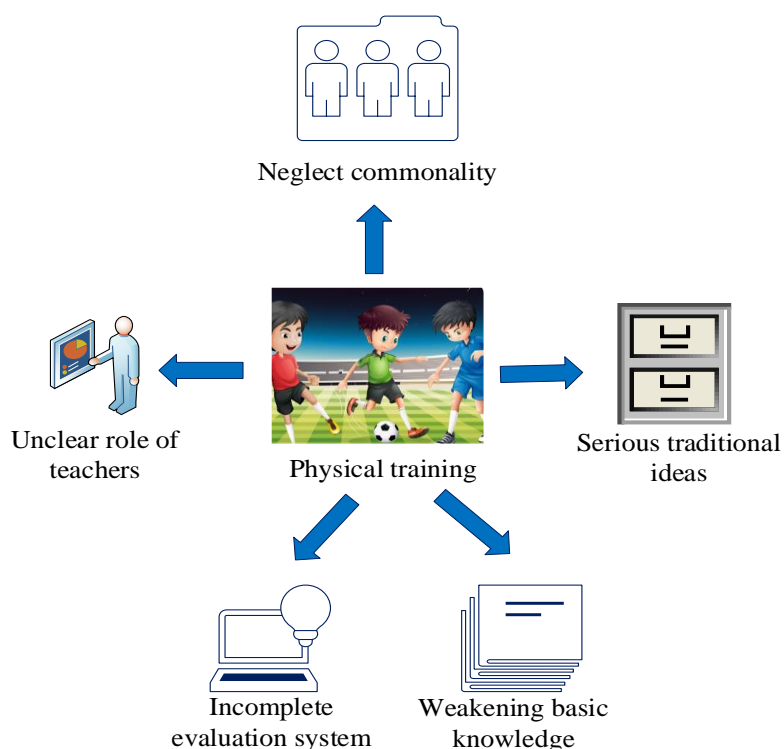 Neglect commonality
Unclear role of
teachers
Physical training
Serious traditional
ideas
Incomplete
evaluation system
Weakening basic
knowledge